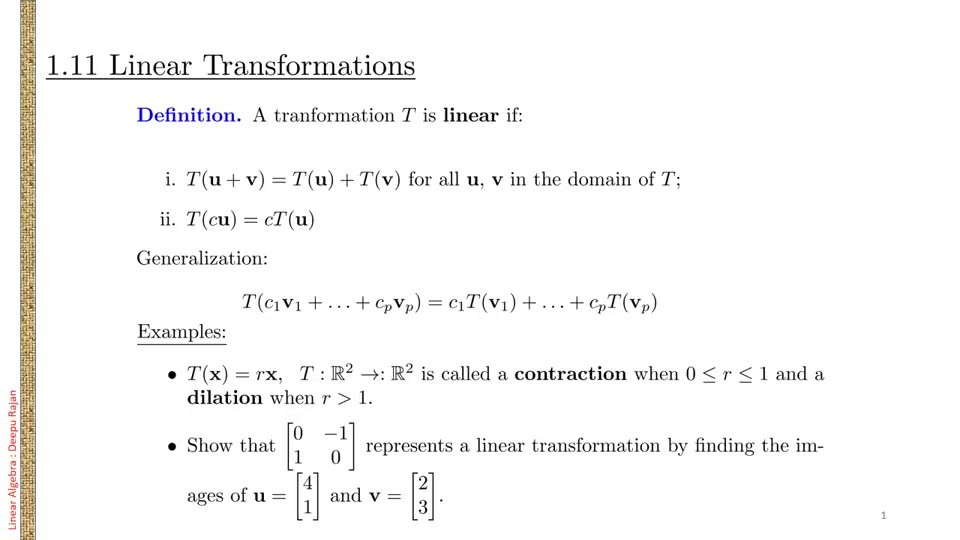 1.11 Linear Transformations
Definition. A tranformation T is linear if:
i. T(u + v) = T(u) + T(v) for all u, v in the domain of T;
ii. T(cu) = cT(u)
Generalization:
T(c₁v₁ + . . . + cₚvₚ) = c₁T(v₁) + . . . + cₚT(vₚ)
Examples:
• T(x) = rx, T : ℝ² →: ℝ² is called a contraction when 0 ≤ r ≤ 1 and a
dilation when r > 1.
• Show that [0 −1; 1 0] represents a linear transformation by finding the im-
ages of u = [4; 1] and v = [2; 3].
Linear Algebra : Deepu Rajan
1